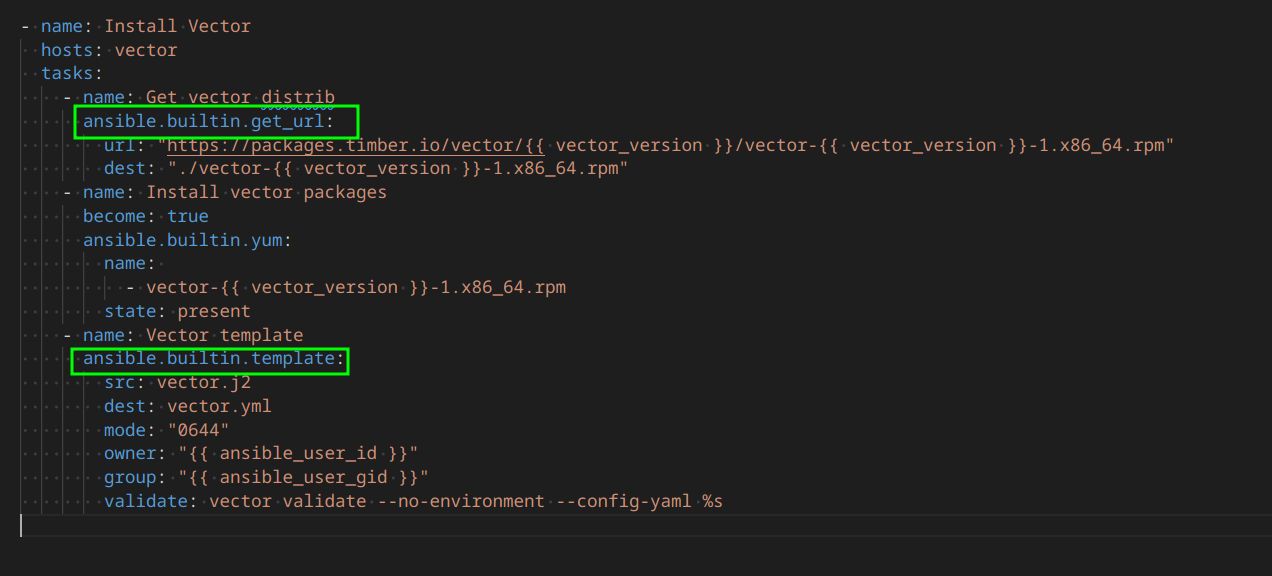 - name: Install Vector
  hosts: vector
  tasks:
    - name: Get vector distrib
      ansible.builtin.get_url:
        url: "https://packages.timber.io/vector/{{ vector_version }}/vector-{{ vector_version }}-1.x86_64.rpm"
        dest: "./vector-{{ vector_version }}-1.x86_64.rpm"
    - name: Install vector packages
      become: true
      ansible.builtin.yum:
        name:
          - vector-{{ vector_version }}-1.x86_64.rpm
        state: present
    - name: Vector template
      ansible.builtin.template:
        src: vector.j2
        dest: vector.yml
        mode: "0644"
        owner: "{{ ansible_user_id }}"
        group: "{{ ansible_user_gid }}"
        validate: vector validate --no-environment --config-yaml %s